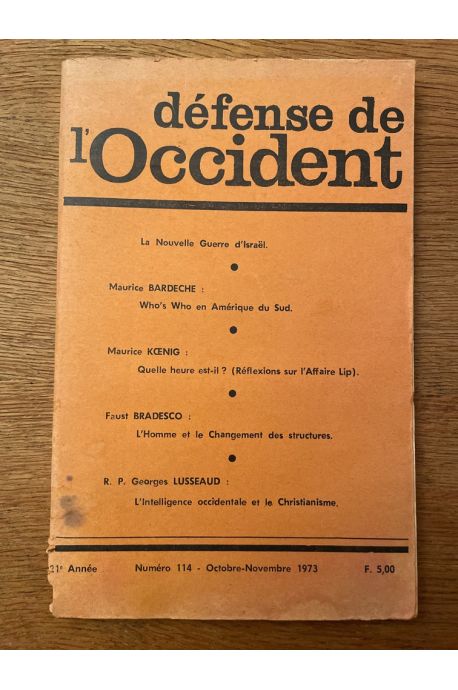 défense de
l'Occident
La Nouvelle Guerre d'Israël.
Maurice BARDECHE :
Who's Who en Amérique du Sud.
Maurice KŒNIG :
Quelle heure est-il ? (Réflexions sur l'Affaire Lip).
Faust BRADESCO :
L'Homme et le Changement des structures.
R. P. Georges LUSSEAUD :
L'Intelligence occidentale et le Christianisme.
21e Année Numéro 114 - Octobre-Novembre 1973 F. 5,00